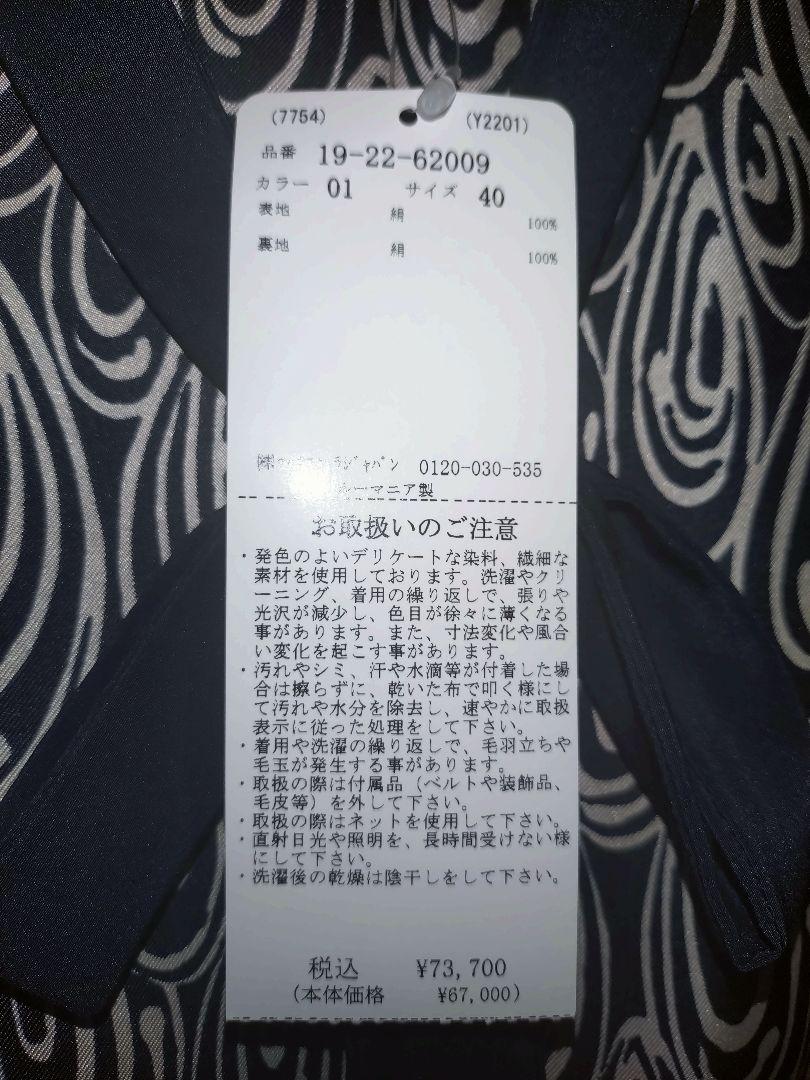 (7754) (Y2201)
品番 19-22-62009
カラー 01 サイズ 40
表地 絹 100%
裏地 絹 100%
ジャパン 0120-030-535
ルーマニア製
お取扱いのご注意
・発色のよいデリケートな染料、繊細な
素材を使用しております。洗濯やクリ
ーニング、着用の繰り返しで、張りや
光沢が減少し、色目が徐々に薄くなる
事があります。また、寸法変化や風合
い変化を起こす事があります。
・汚れやシミ、汗や水滴等が付着した場
合は擦らずに、乾いた布で叩く様にし
て汚れや水分を除去し、速やかに取扱
表示に従った処理をして下さい。
・着用や洗濯の繰り返しで、毛羽立ちや
毛玉が発生する事があります。
・取扱の際は付属品（ベルトや装飾品、
毛皮等）を外して下さい。
・取扱の際はネットを使用して下さい。
・直射日光や照明を、長時間受けない様
にして下さい。
・洗濯後の乾燥は陰干しをして下さい。
税込 ¥73,700
(本体価格 ¥67,000)